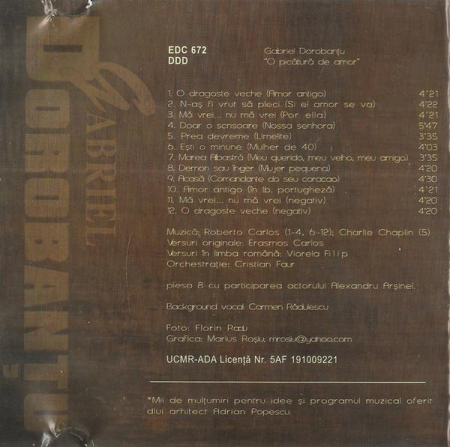 GABRIEL
DOROBANȚU
EDC 672
DDD
Gabriel Dorobanțu
"O picătură de amor"
1. O dragoste veche (Amor antigo) 4'21
2. N-aș fi vrut să pleci (Si el amor se va) 4'22
3. Mă vrei... nu mă vrei (Por ella) 4'21
4. Doar o scrisoare (Nossa senhora) 5'47
5. Prea devreme (Limelite) 3'35
6. Ești o minune (Mulher de 40) 4'03
7. Marea Albastră (Meu querido, meu velho, meu amigo) 3'35
8. Demon sau înger (Mujer pequena) 4'20
9. Acasă (Comandante do seu coracao) 4'30
10. Amor antigo (în lb. portugheză) 4'21
11. Mă vrei... nu mă vrei (negativ) 4'20
12. O dragoste veche (negativ) 4'20
Muzică; Roberto Carlos (1-4, 6-12); Charlie Chaplin (5)
Versuri originale: Erasmos Carlos
Versuri în limba română: Viorela Filip
Orchestrație: Cristian Faur
piesa 8 cu participarea actorului Alexandru Arșinel.
Background vocal: Carmen Rădulescu
Foto: Florin Radu
Grafica: Marius Roșiu, mrosiu@yahoo.com
UCMR-ADA Licență Nr. 5AF 191009221
*Mii de mulțumiri pentru idee și programul muzical oferit
dlui arhitect Adrian Popescu.